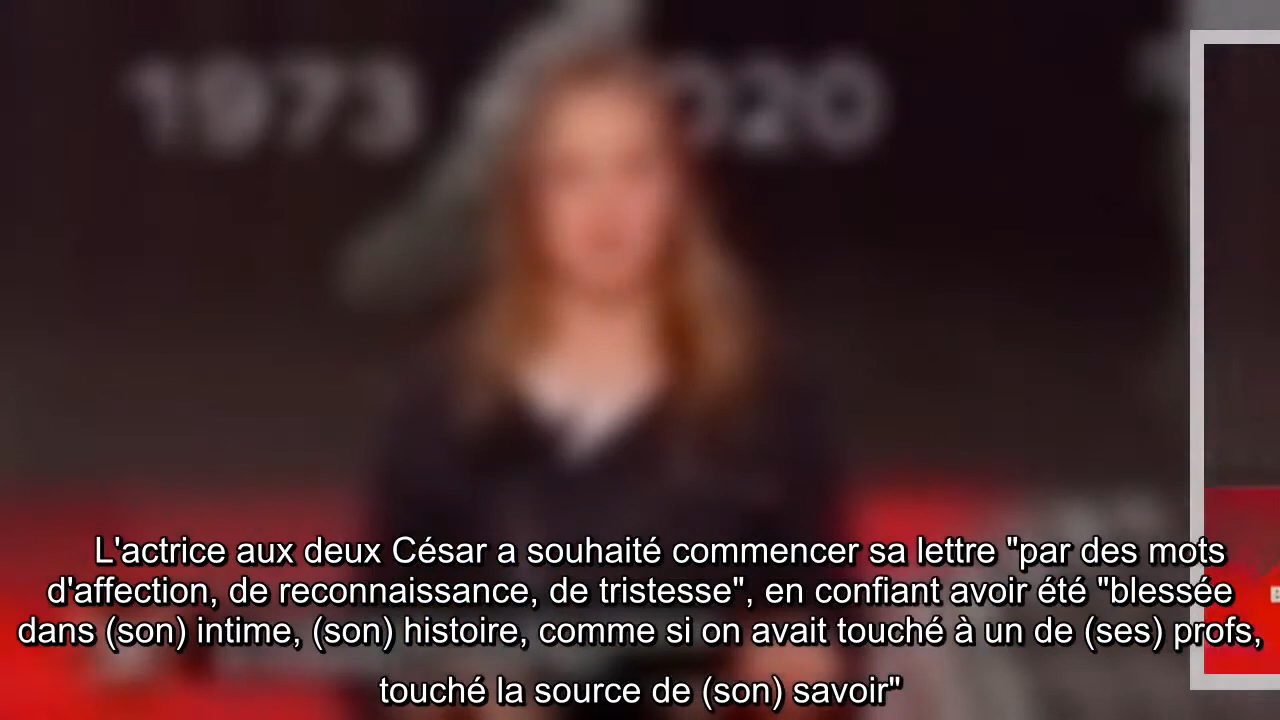 1973 2020
L'actrice aux deux César a souhaité commencer sa lettre "par des mots
d'affection, de reconnaissance, de tristesse", en confiant avoir été "blessée
dans (son) intime, (son) histoire, comme si on avait touché à un de (ses) profs,
touché la source de (son) savoir"